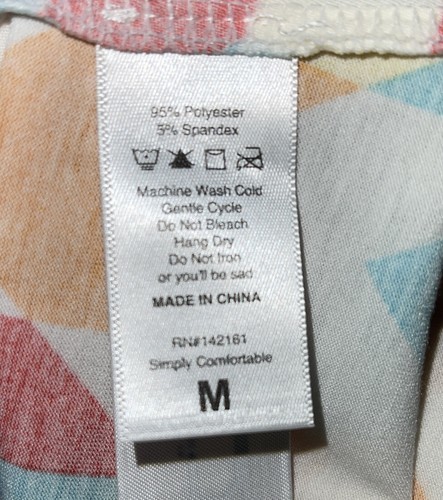 95% Polyester
5% Spandex
Machine Wash Cold
Gentle Cycle
Do Not Bleach
Hang Dry
Do Not Iron
or you'll be sad
MADE IN CHINA
RN#142161
Simply Comfortable
M